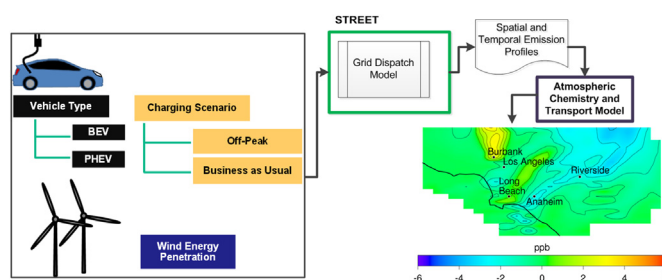 STREET
Vehicle Type
BEV
PHEV
Charging Scenario
Off-Peak
Business as Usual
Wind Energy
Penetration
Grid Dispatch
Model
Spatial and
Temporal Emission
Profiles
Atmospheric
Chemistry and
Transport Model
Burbank
Los Angeles
Riverside
Long
Beach
Anaheim
ppb
-6 -4 -2 0 2 4